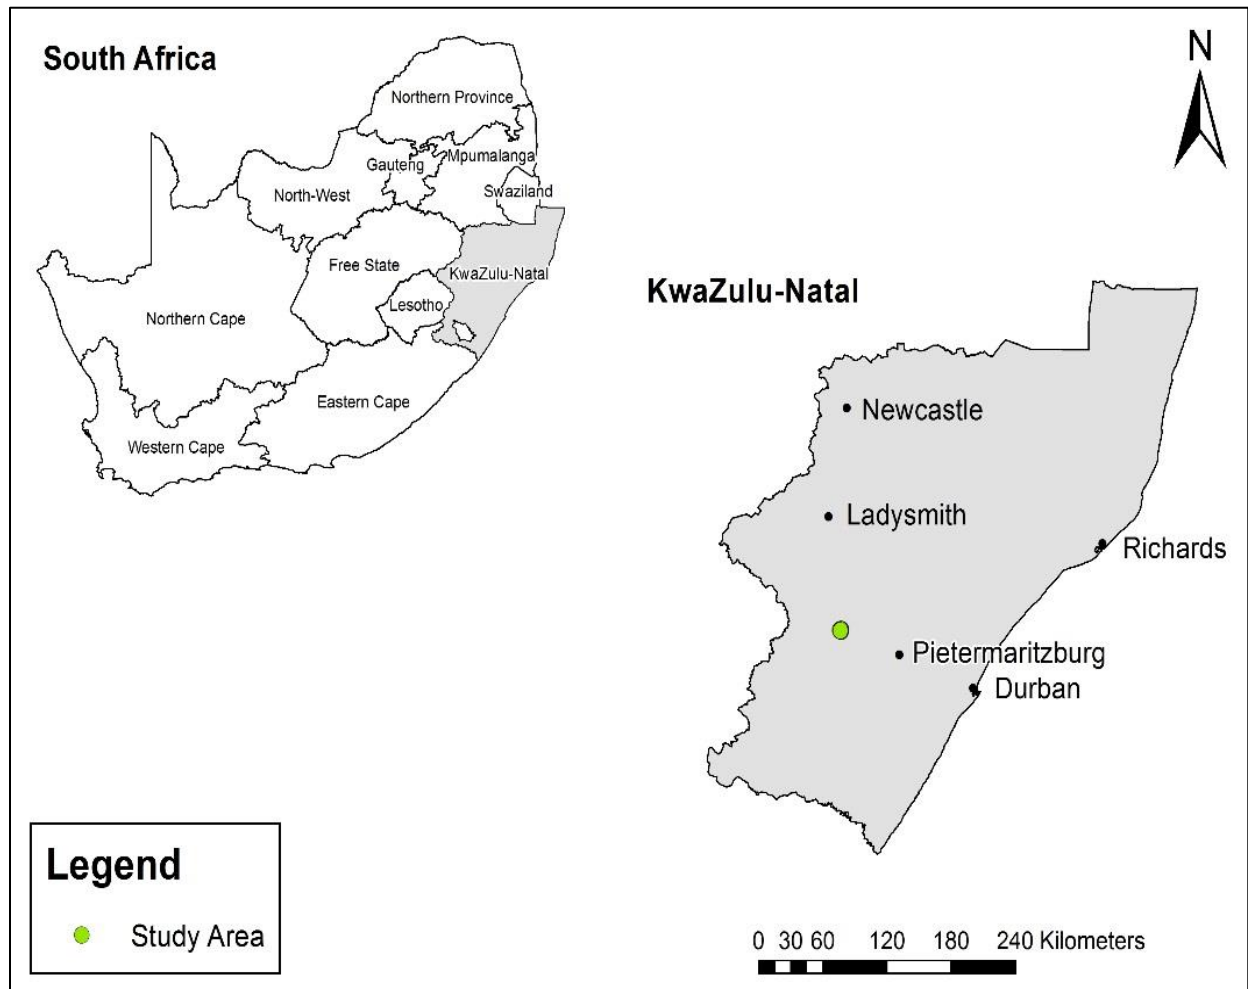 South Africa
N
Northern Province
Mpumalanga
Gauteng
North-West
Swaziland
Free State
KwaZulu-Natal
Lesotho
Northern Cape
Eastern Cape
Western Cape
KwaZulu-Natal
Newcastle
Ladysmith
Richards
Pietermaritzburg
Durban
Legend
Study Area
0 30 60 120 180 240 Kilometers